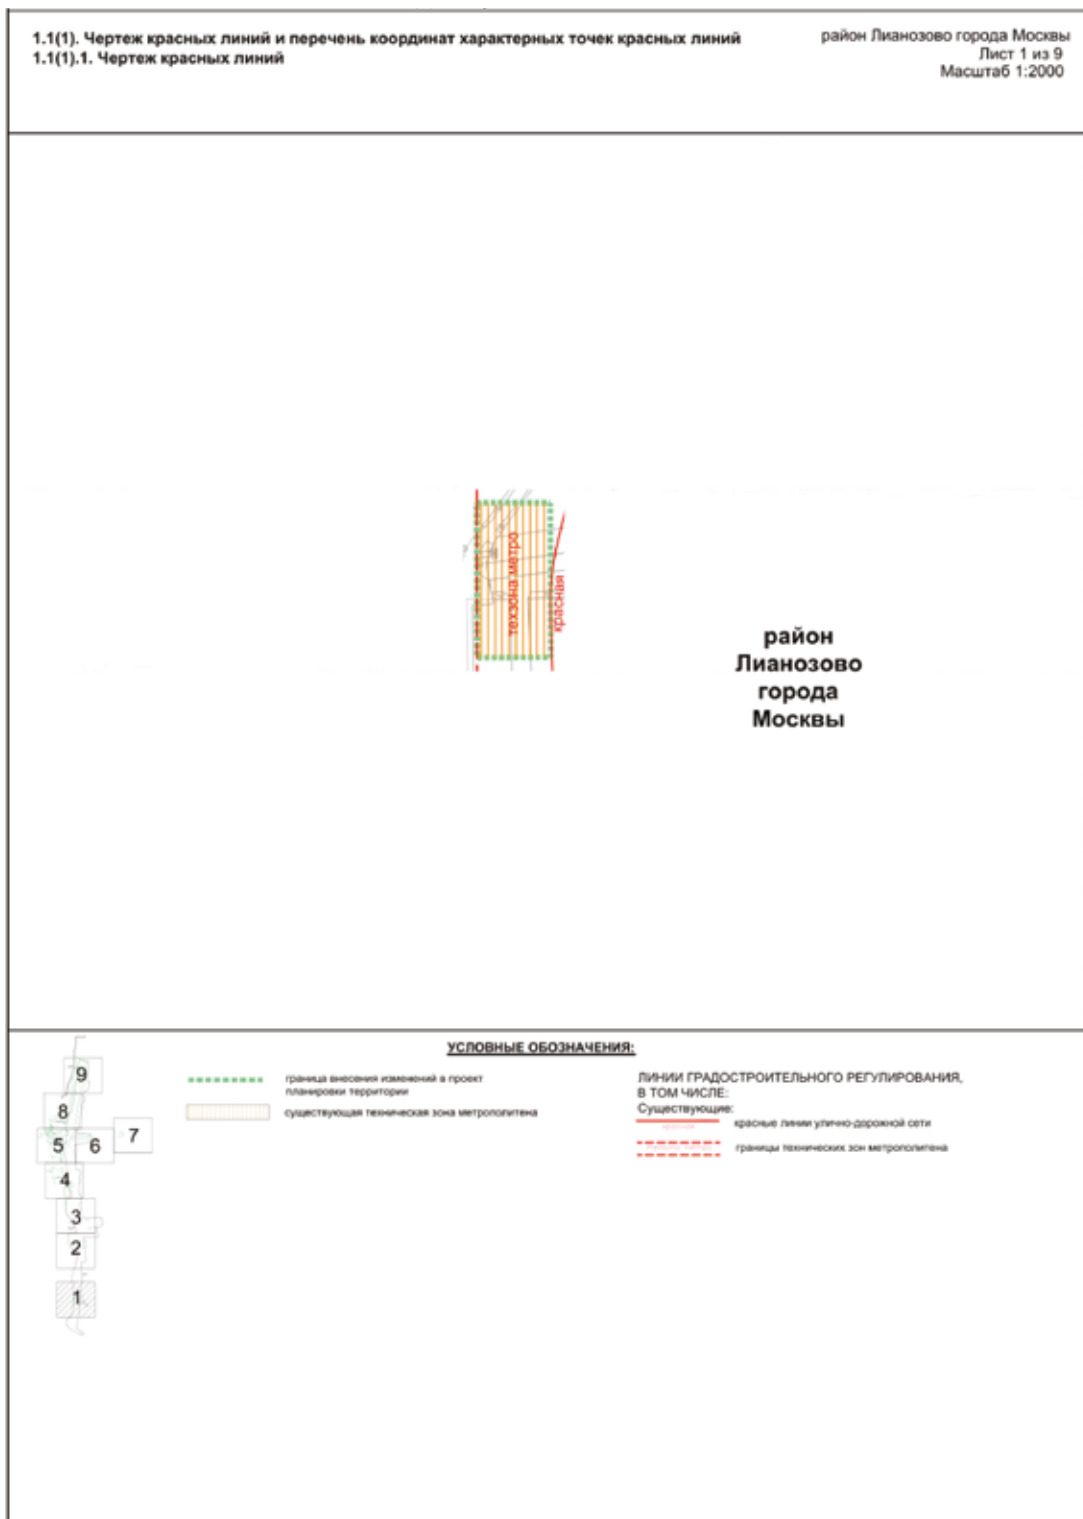 1.1(1). Чертеж красных линий и перечень координат характерных точек красных линий
1.1(1).1. Чертеж красных линий
район Лианозово города Москвы
Лист 1 из 9
Масштаб 1:2000
техзона метро
красная
район
Лианозово
города
Москвы
УСЛОВНЫЕ ОБОЗНАЧЕНИЯ:
9
8
7
5
6
4
3
2
1
граница внесения изменений в проект
планировки территории
существующая техническая зона метрополитена
ЛИНИИ ГРАДОСТРОИТЕЛЬНОГО РЕГУЛИРОВАНИЯ,
В ТОМ ЧИСЛЕ:
Существующие:
красные линии улично-дорожной сети
границы технических зон метрополитена